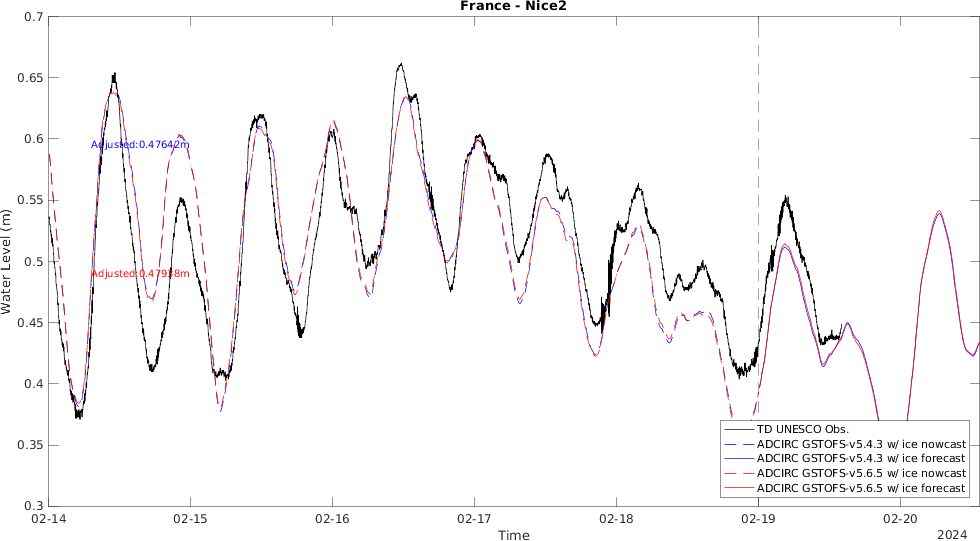 France - Nice2
0.7
0.65
0.6
0.55
0.5
0.45
0.4
0.35
0.3
Water Level (m)
Adjusted:0.47642m
Adjusted:0.47958m
TD UNESCO Obs.
ADCIRC GSTOFS-v5.4.3 w/ ice nowcast
ADCIRC GSTOFS-v5.4.3 w/ ice forecast
ADCIRC GSTOFS-v5.6.5 w/ ice nowcast
ADCIRC GSTOFS-v5.6.5 w/ ice forecast
02-14 02-15 02-16 02-17 02-18 02-19 02-20
Time
2024